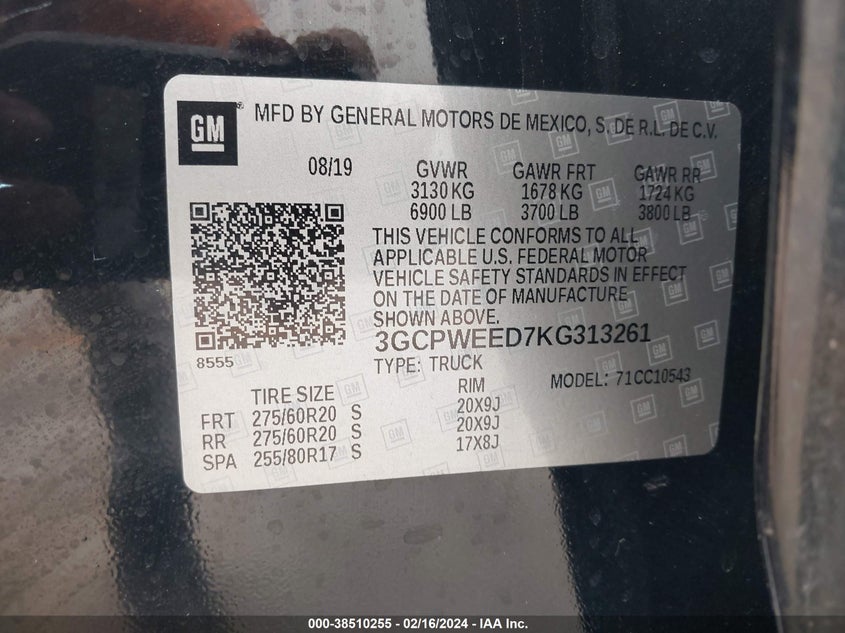 GM
MFD BY GENERAL MOTORS DE MEXICO, S. DE R.L. DE C.V.
08/19 GVWR GAWR FRT GAWR RR
3130 KG 1678 KG 1724 KG
6900 LB 3700 LB 3800 LB
THIS VEHICLE CONFORMS TO ALL
APPLICABLE U.S. FEDERAL MOTOR
VEHICLE SAFETY STANDARDS IN EFFECT
ON THE DATE OF MANUFACTURE
SHOWN ABOVE.
8555
3GCPWEED7KG313261
TYPE: TRUCK MODEL: 71CC10543
TIRE SIZE RIM
FRT 275/60R20 S 20X9J
RR 275/60R20 S 20X9J
SPA 255/80R17 S 17X8J
000-38510255 - 02/16/2024 - IAA Inc.